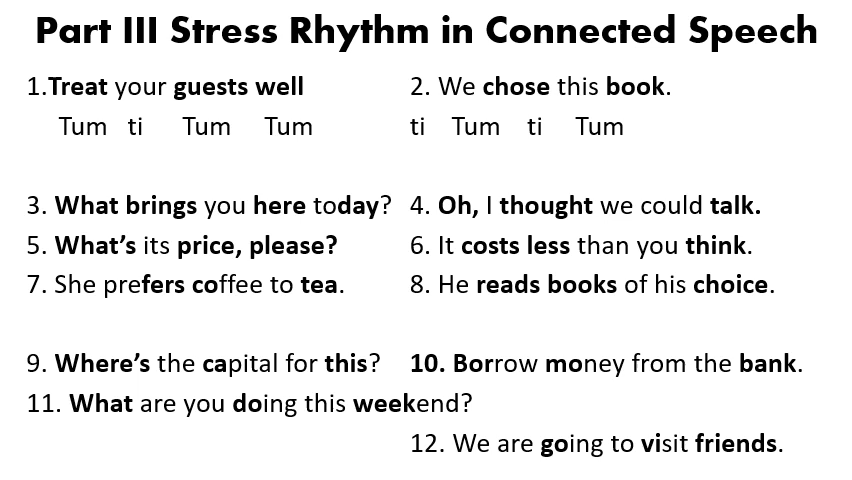 Part III Stress Rhythm in Connected Speech
1.Treat your guests well 2. We chose this book.
Tum ti Tum Tum ti Tum ti Tum
3. What brings you here today? 4. Oh, I thought we could talk.
5. What’s its price, please? 6. It costs less than you think.
7. She prefers coffee to tea. 8. He reads books of his choice.
9. Where’s the capital for this? 10. Borrow money from the bank.
11. What are you doing this weekend?
12. We are going to visit friends.